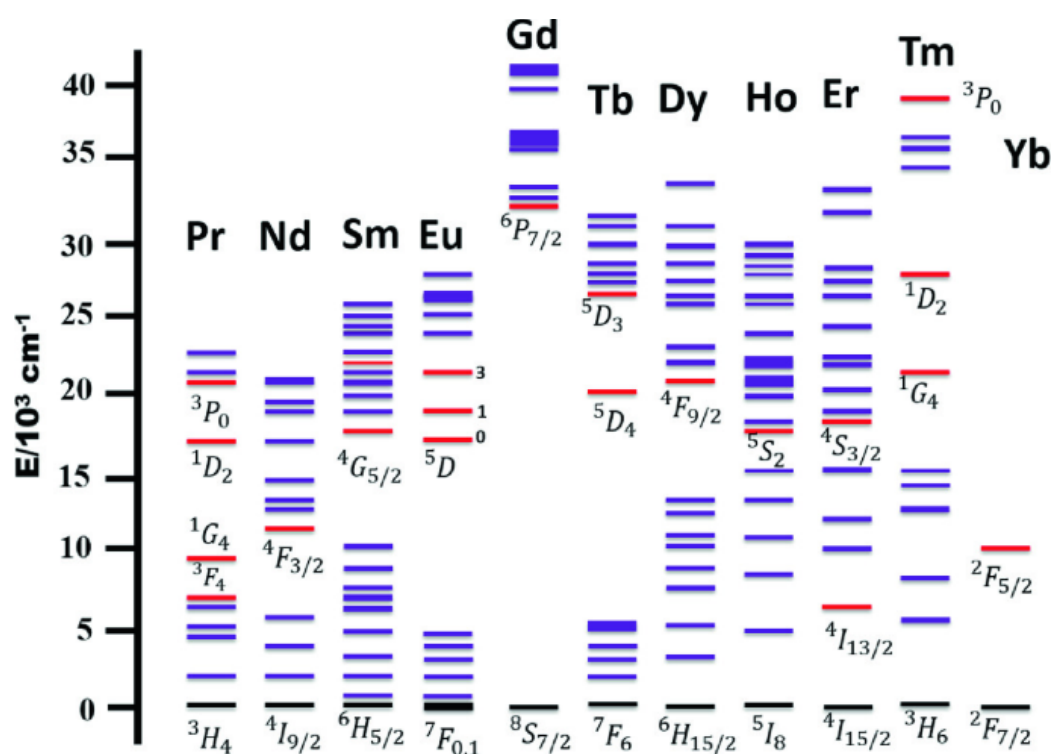 Gd
Tm
40
³P₀
Tb
Dy
Ho
Er
35
Yb
⁶P₇/₂
Pr
Nd
Sm
Eu
30
¹D₂
⁵D₃
25
3
¹G₄
³P₀
⁵D₄
⁴F₉/₂
20
1
⁵S₂
⁴S₃/₂
0
¹D₂
⁴G₅/₂
⁵D
15
E/10³ cm⁻¹
¹G₄
10
⁴F₃/₂
³F₄
²F₅/₂
5
⁴I₁₃/₂
0
³H₄
⁴I₉/₂
⁶H₅/₂
⁷F₀,₁
⁸S₇/₂
⁷F₆
⁶H₁₅/₂
⁵I₈
⁴I₁₅/₂
³H₆
²F₇/₂